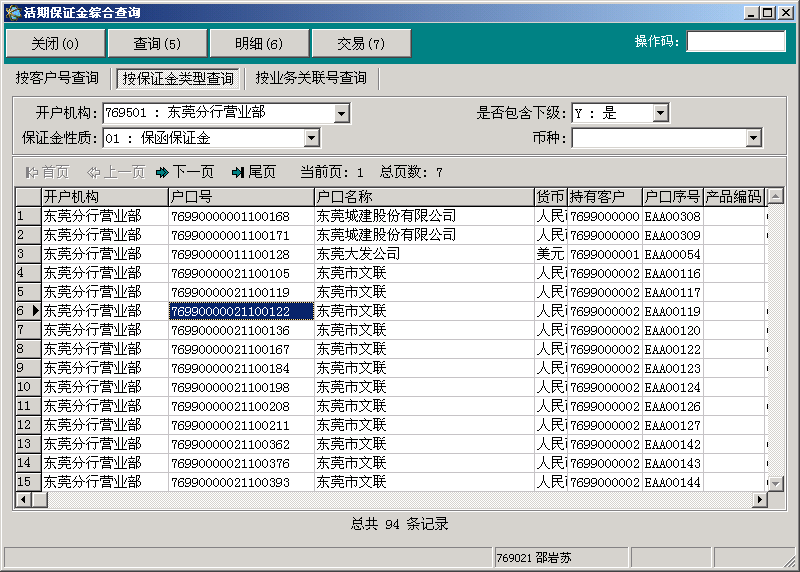 活期保证金综合查询
关闭(0) 查询(5) 明细(6) 交易(7) 操作码:
按客户号查询 按保证金类型查询 按业务关联号查询
开户机构: 769501 : 东莞分行营业部 是否包含下级: Y : 是
保证金性质: 01 : 保函保证金 币种:
首页 上一页 下一页 尾页 当前页: 1 总页数: 7
开户机构 户口号 户口名称 货币 持有客户 户口序号 产品编码
1 东莞分行营业部 76990000001100168 东莞城建股份有限公司 人民 7699000000 EAA00308
2 东莞分行营业部 76990000001100171 东莞城建股份有限公司 人民 7699000000 EAA00309
3 东莞分行营业部 76990000011100128 东莞大发公司 美元 7699000001 EAA00054
4 东莞分行营业部 76990000021100105 东莞市文联 人民 7699000002 EAA00116
5 东莞分行营业部 76990000021100119 东莞市文联 人民 7699000002 EAA00117
6 东莞分行营业部 76990000021100122 东莞市文联 人民 7699000002 EAA00119
7 东莞分行营业部 76990000021100136 东莞市文联 人民 7699000002 EAA00120
8 东莞分行营业部 76990000021100167 东莞市文联 人民 7699000002 EAA00122
9 东莞分行营业部 76990000021100184 东莞市文联 人民 7699000002 EAA00123
10 东莞分行营业部 76990000021100198 东莞市文联 人民 7699000002 EAA00124
11 东莞分行营业部 76990000021100208 东莞市文联 人民 7699000002 EAA00126
12 东莞分行营业部 76990000021100211 东莞市文联 人民 7699000002 EAA00127
13 东莞分行营业部 76990000021100362 东莞市文联 人民 7699000002 EAA00142
14 东莞分行营业部 76990000021100376 东莞市文联 人民 7699000002 EAA00143
15 东莞分行营业部 76990000021100393 东莞市文联 人民 7699000002 EAA00144
总共 94 条记录
769021 邵岩苏